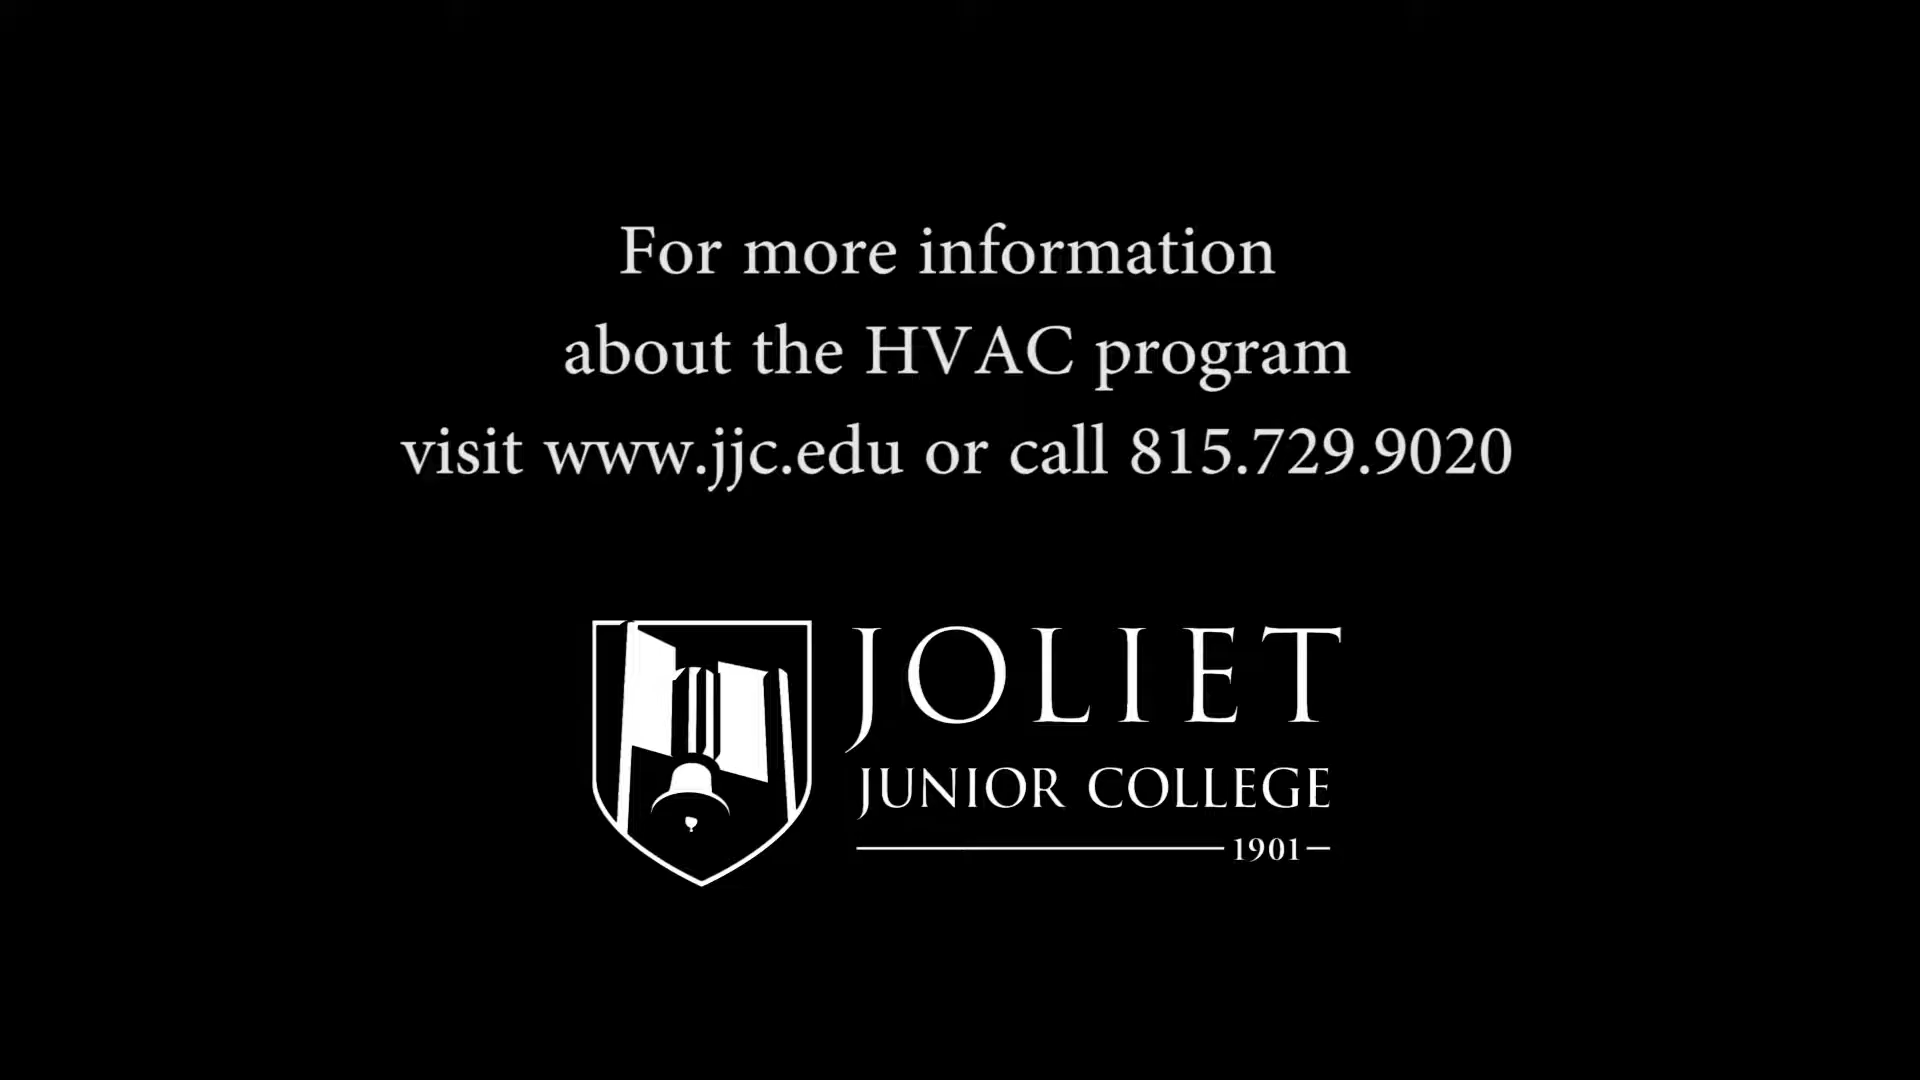 For more information
about the HVAC program
visit www.jjc.edu or call 815.729.9020
JOLIET
JUNIOR COLLEGE
1901